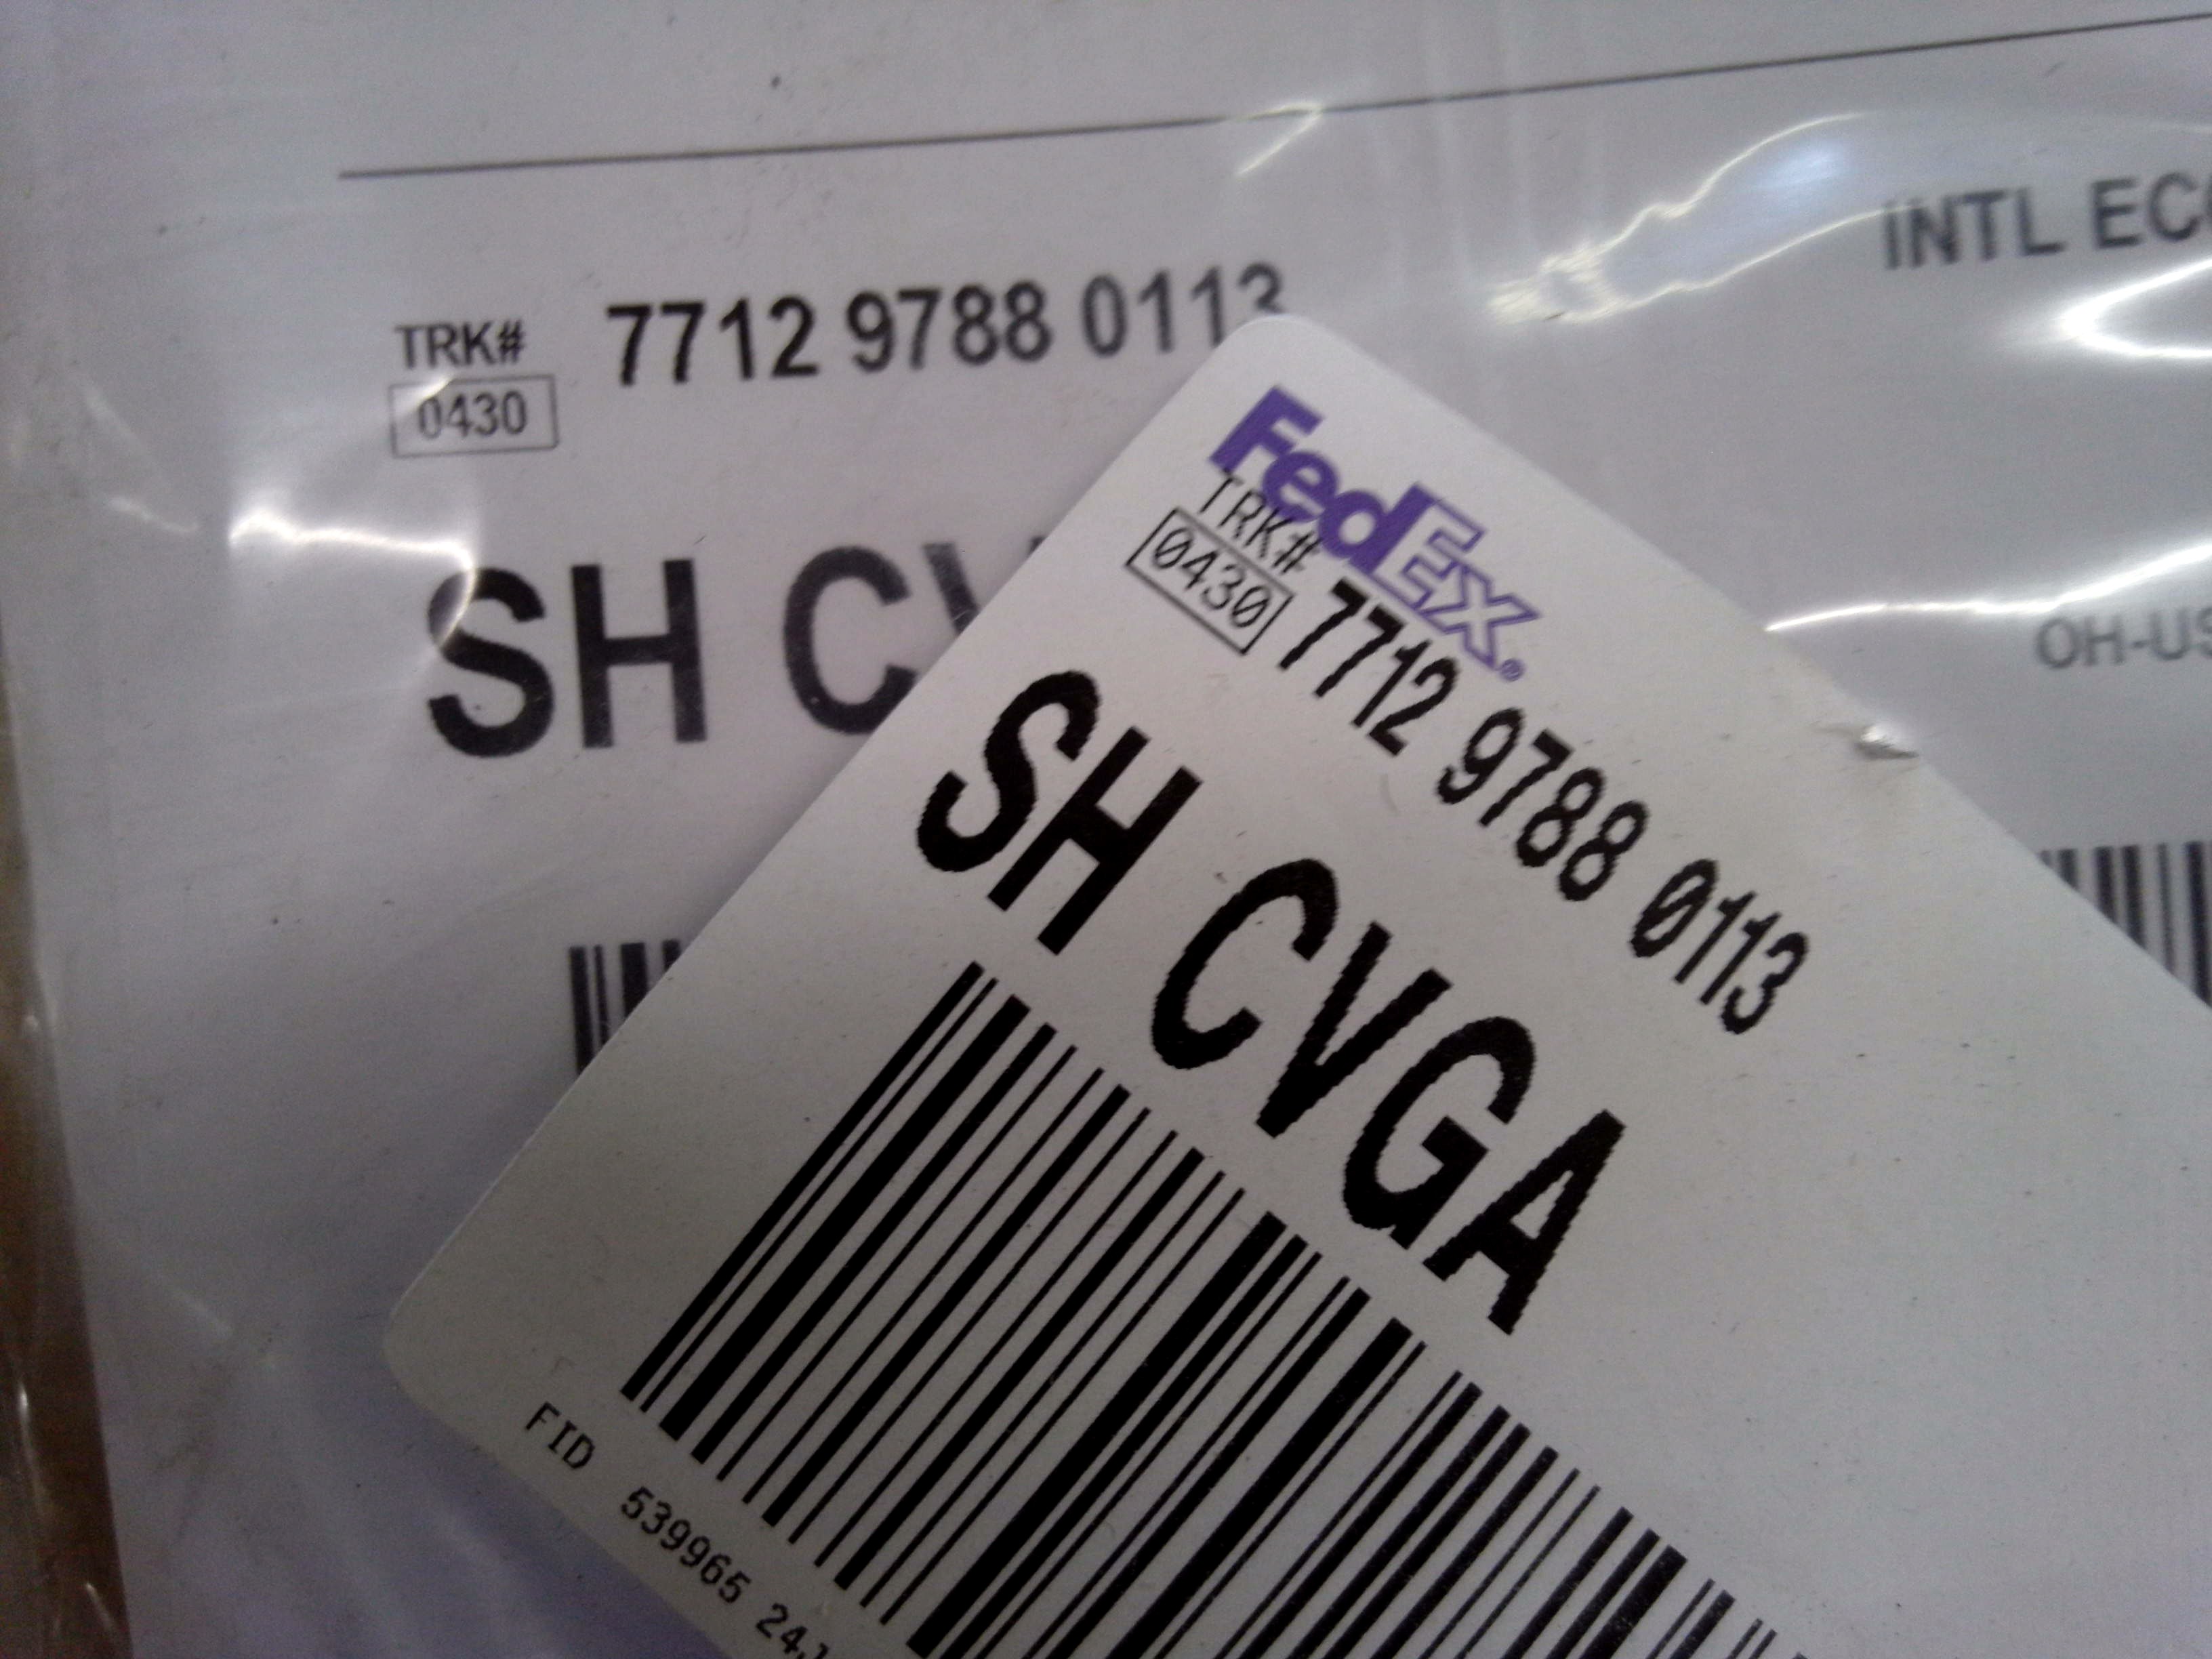 INTL EC
TRK# 7712 9788 0113
0430
SH CV
OH-US
FedEx
TRK#
0430 7712 9788 0113
SH CVGA
FID 539965 24J